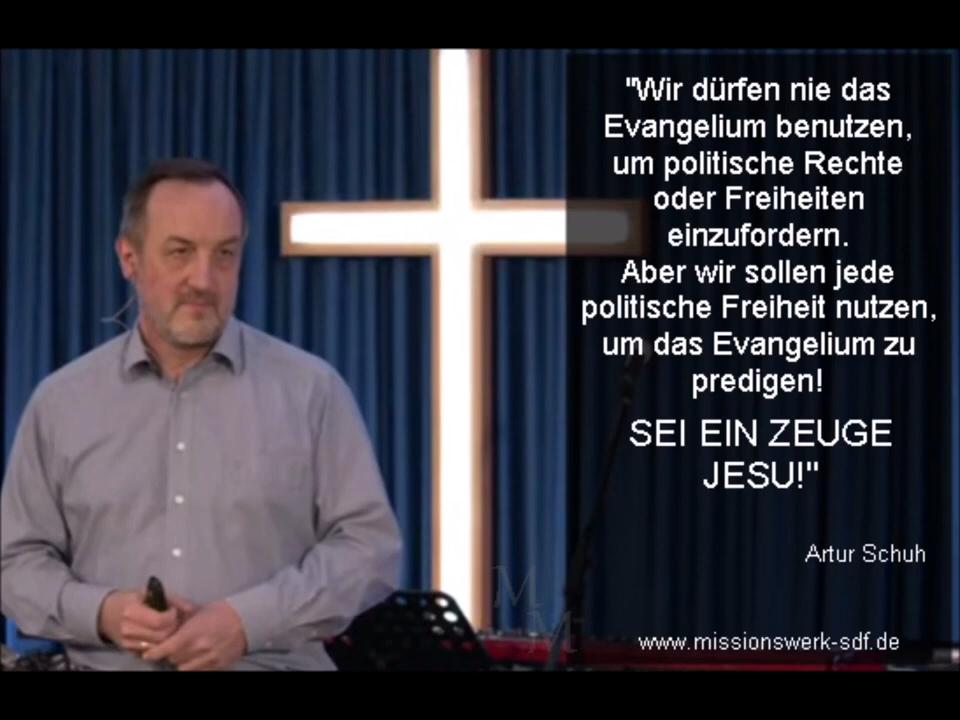 "Wir dürfen nie das
Evangelium benutzen,
um politische Rechte
oder Freiheiten
einzufordern.
Aber wir sollen jede
politische Freiheit nutzen,
um das Evangelium zu
predigen!
SEI EIN ZEUGE
JESU!"
Artur Schuh
M
M
www.missionswerk-sdf.de